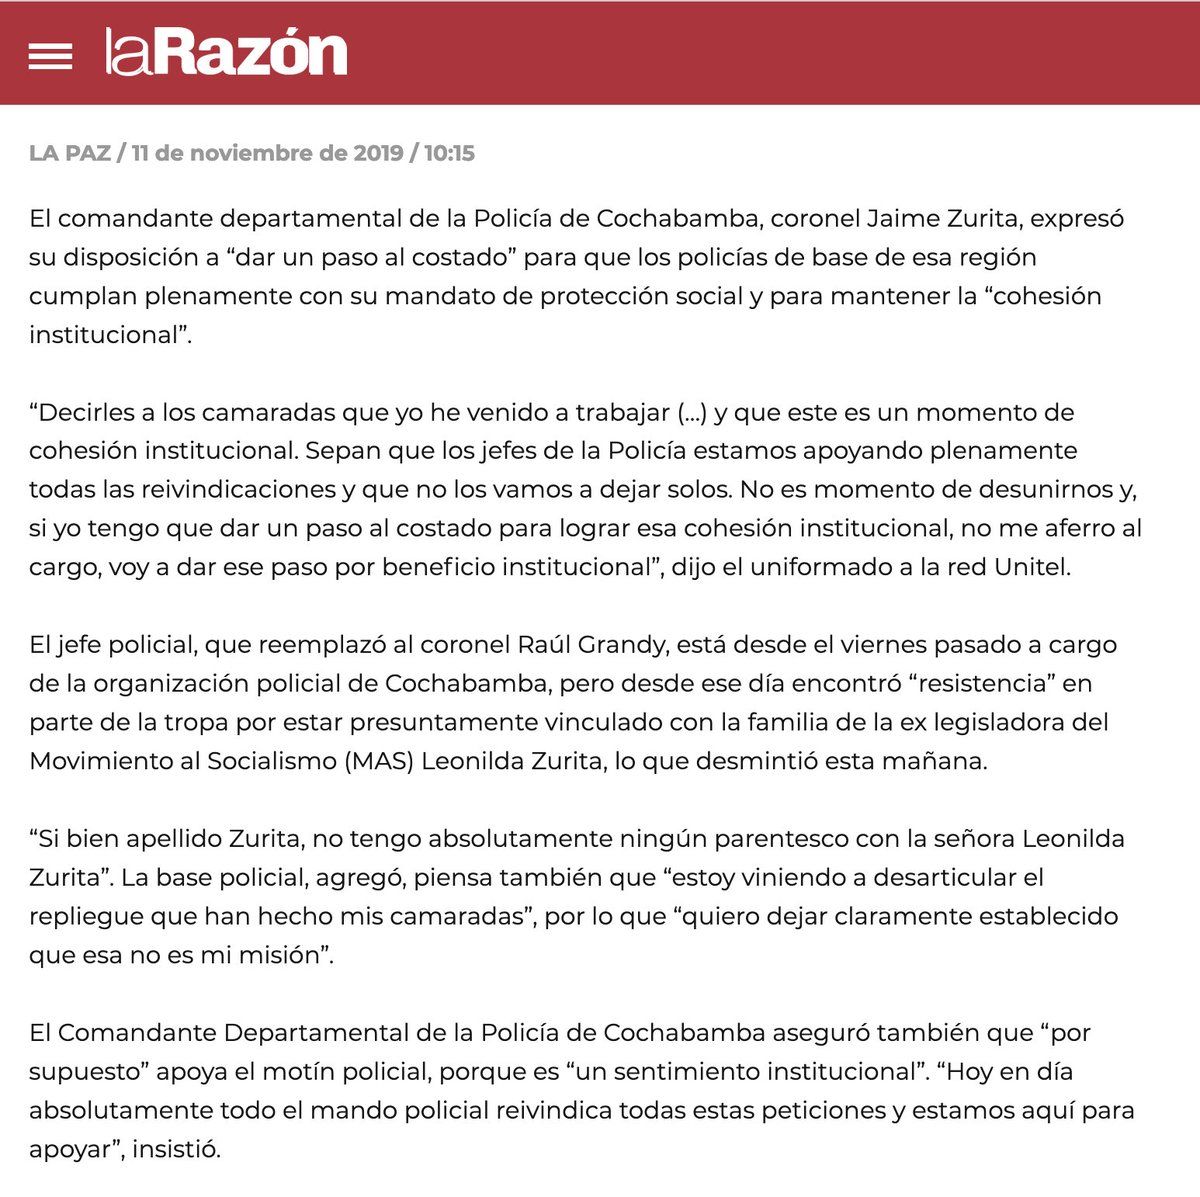 laRazón
LA PAZ / 11 de noviembre de 2019 / 10:15
El comandante departamental de la Policía de Cochabamba, coronel Jaime Zurita, expresó
su disposición a “dar un paso al costado” para que los policías de base de esa región
cumplan plenamente con su mandato de protección social y para mantener la “cohesión
institucional”.
“Decirles a los camaradas que yo he venido a trabajar (...) y que este es un momento de
cohesión institucional. Sepan que los jefes de la Policía estamos apoyando plenamente
todas las reivindicaciones y que no los vamos a dejar solos. No es momento de desunirnos y,
si yo tengo que dar un paso al costado para lograr esa cohesión institucional, no me aferro al
cargo, voy a dar ese paso por beneficio institucional”, dijo el uniformado a la red Unitel.
El jefe policial, que reemplazó al coronel Raúl Grandy, está desde el viernes pasado a cargo
de la organización policial de Cochabamba, pero desde ese día encontró “resistencia” en
parte de la tropa por estar presuntamente vinculado con la familia de la ex legisladora del
Movimiento al Socialismo (MAS) Leonilda Zurita, lo que desmintió esta mañana.
“Si bien apellido Zurita, no tengo absolutamente ningún parentesco con la señora Leonilda
Zurita”. La base policial, agregó, piensa también que “estoy viniendo a desarticular el
repliegue que han hecho mis camaradas”, por lo que “quiero dejar claramente establecido
que esa no es mi misión”.
El Comandante Departamental de la Policía de Cochabamba aseguró también que “por
supuesto” apoya el motín policial, porque es “un sentimiento institucional”. “Hoy en día
absolutamente todo el mando policial reivindica todas estas peticiones y estamos aquí para
apoyar”, insistió.